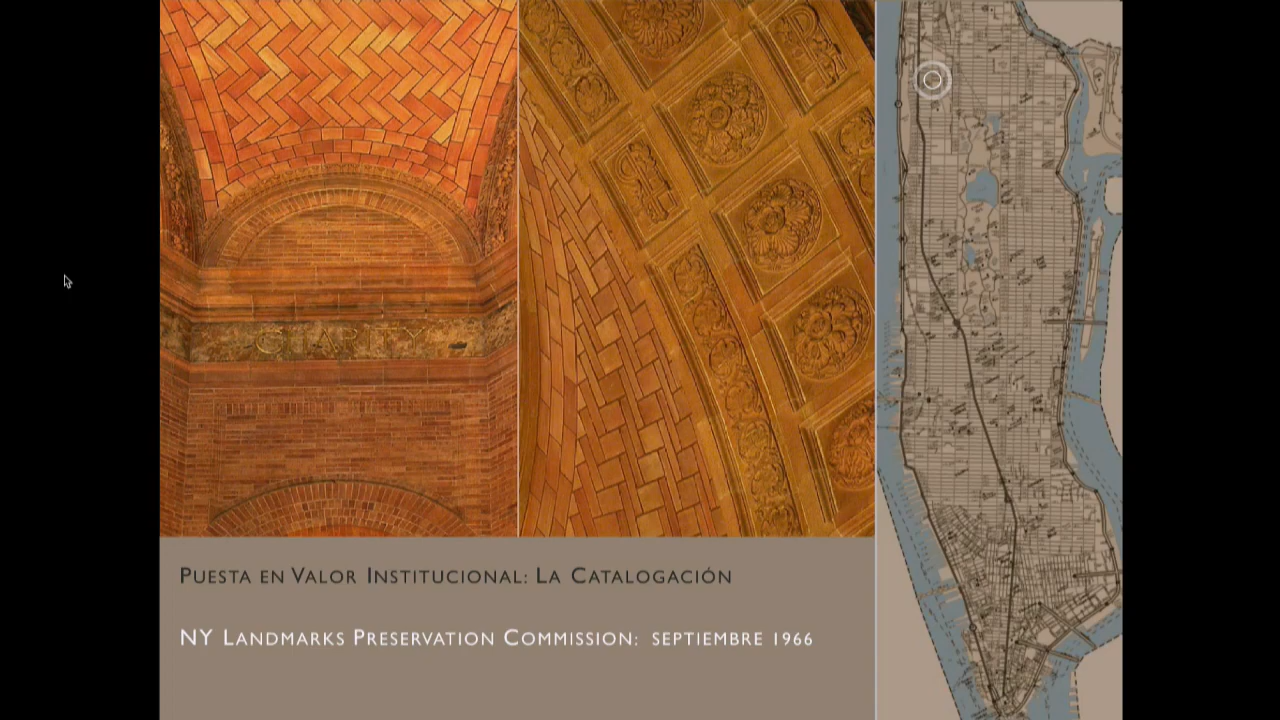 CHARITY
PUESTA EN VALOR INSTITUCIONAL: LA CATALOGACIÓN
NY LANDMARKS PRESERVATION COMMISSION: SEPTIEMBRE 1966